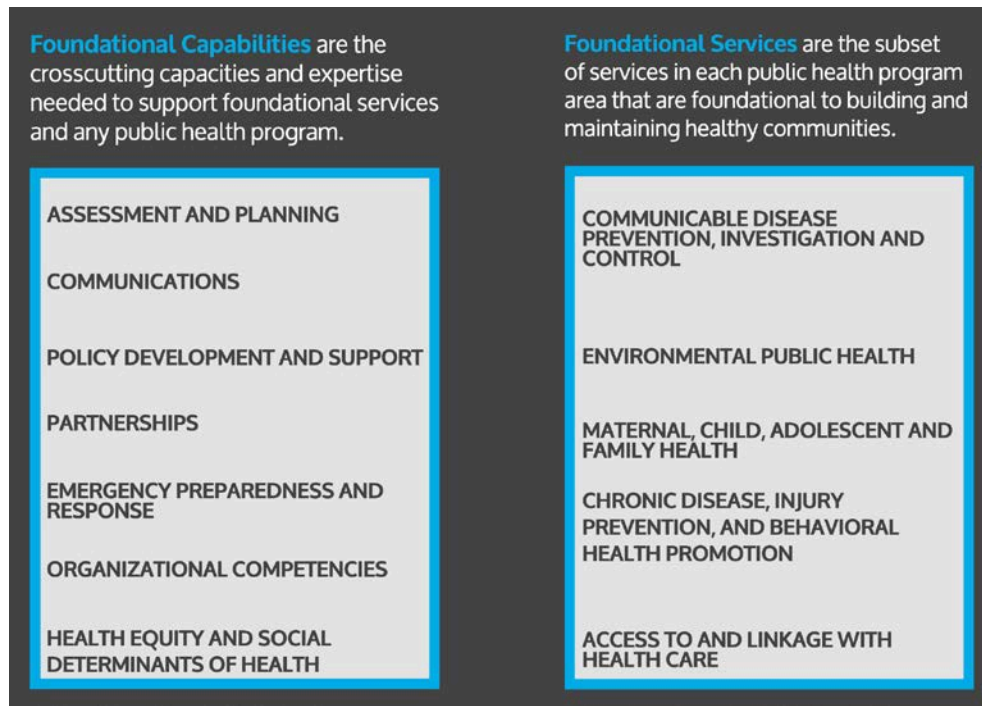 Foundational Capabilities are the
crosscutting capacities and expertise
needed to support foundational services
and any public health program.
ASSESSMENT AND PLANNING
COMMUNICATIONS
POLICY DEVELOPMENT AND SUPPORT
PARTNERSHIPS
EMERGENCY PREPAREDNESS AND
RESPONSE
ORGANIZATIONAL COMPETENCIES
HEALTH EQUITY AND SOCIAL
DETERMINANTS OF HEALTH
Foundational Services are the subset
of services in each public health program
area that are foundational to building and
maintaining healthy communities.
COMMUNICABLE DISEASE
PREVENTION, INVESTIGATION AND
CONTROL
ENVIRONMENTAL PUBLIC HEALTH
MATERNAL, CHILD, ADOLESCENT AND
FAMILY HEALTH
CHRONIC DISEASE, INJURY
PREVENTION, AND BEHAVIORAL
HEALTH PROMOTION
ACCESS TO AND LINKAGE WITH
HEALTH CARE